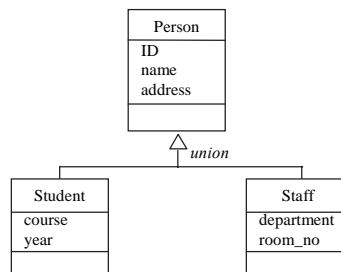 Person
ID
name
address
union
Student
course
year
Staff
department
room_no